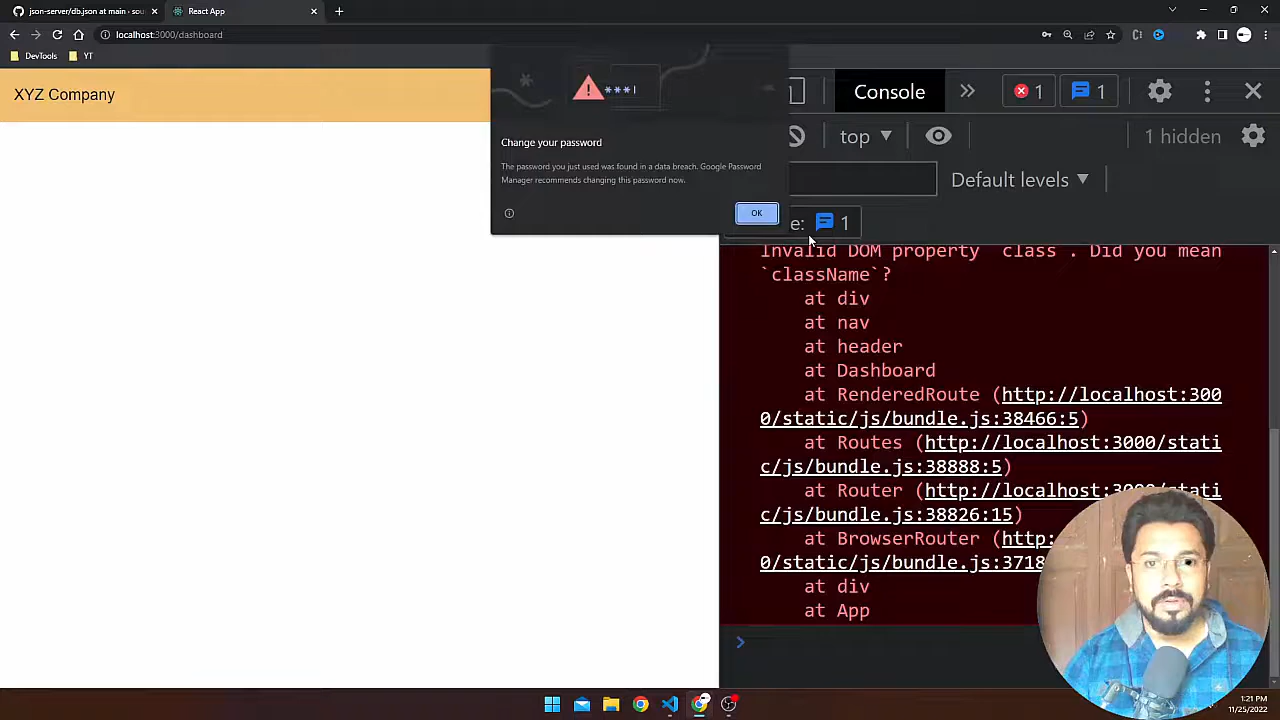 json-server/db.json at main · sou
React App
localhost:3000/dashboard
DevTools
YT
XYZ Company
***|
Change your password
The password you just used was found in a data breach. Google Password
Manager recommends changing this password now.
OK
Console
1
1
top
1 hidden
Default levels
e:
1
Invalid DOM property `class`. Did you mean
`className`?
at div
at nav
at header
at Dashboard
at RenderedRoute (http://localhost:300
0/static/js/bundle.js:38466:5)
at Routes (http://localhost:3000/stati
c/js/bundle.js:38888:5)
at Router (http://localhost:3000/stati
c/js/bundle.js:38826:15)
at BrowserRouter (http:
0/static/js/bundle.js:3718
at div
at App
1:21 PM
11/25/2022